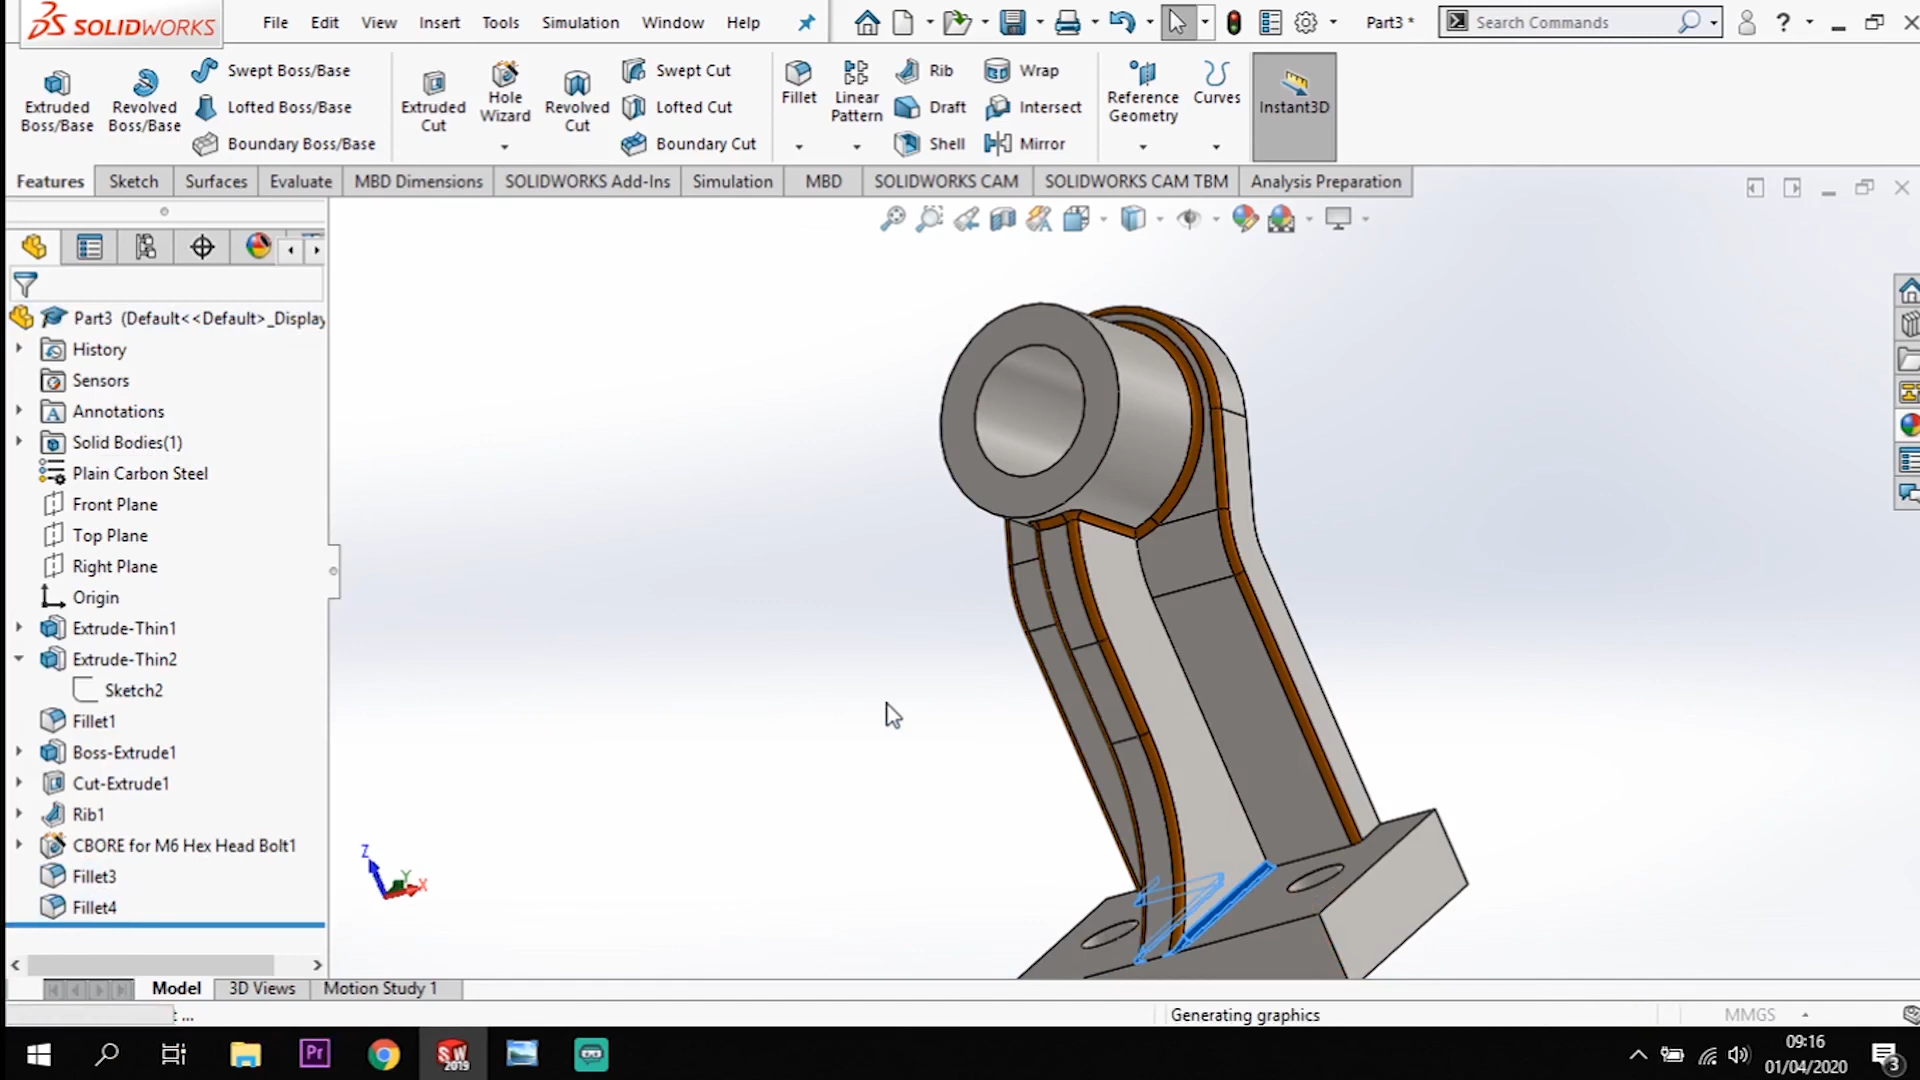 SOLIDWORKS
File Edit View Insert Tools Simulation Window Help
Part3 *
Search Commands
Extruded Boss/Base
Revolved Boss/Base
Swept Boss/Base
Lofted Boss/Base
Boundary Boss/Base
Extruded Cut
Hole Wizard
Revolved Cut
Swept Cut
Lofted Cut
Boundary Cut
Fillet
Linear Pattern
Rib
Draft
Shell
Wrap
Intersect
Mirror
Reference Geometry
Curves
Instant3D
Features Sketch Surfaces Evaluate MBD Dimensions SOLIDWORKS Add-Ins Simulation MBD SOLIDWORKS CAM SOLIDWORKS CAM TBM Analysis Preparation
Part3 (Default<<Default>_Display
History
Sensors
Annotations
Solid Bodies(1)
Plain Carbon Steel
Front Plane
Top Plane
Right Plane
Origin
Extrude-Thin1
Extrude-Thin2
Sketch2
Fillet1
Boss-Extrude1
Cut-Extrude1
Rib1
CBORE for M6 Hex Head Bolt1
Fillet3
Fillet4
Z
Y
X
Model 3D Views Motion Study 1
: ...
Generating graphics
MMGS
Pr
SW
2019
09:16
01/04/2020
3